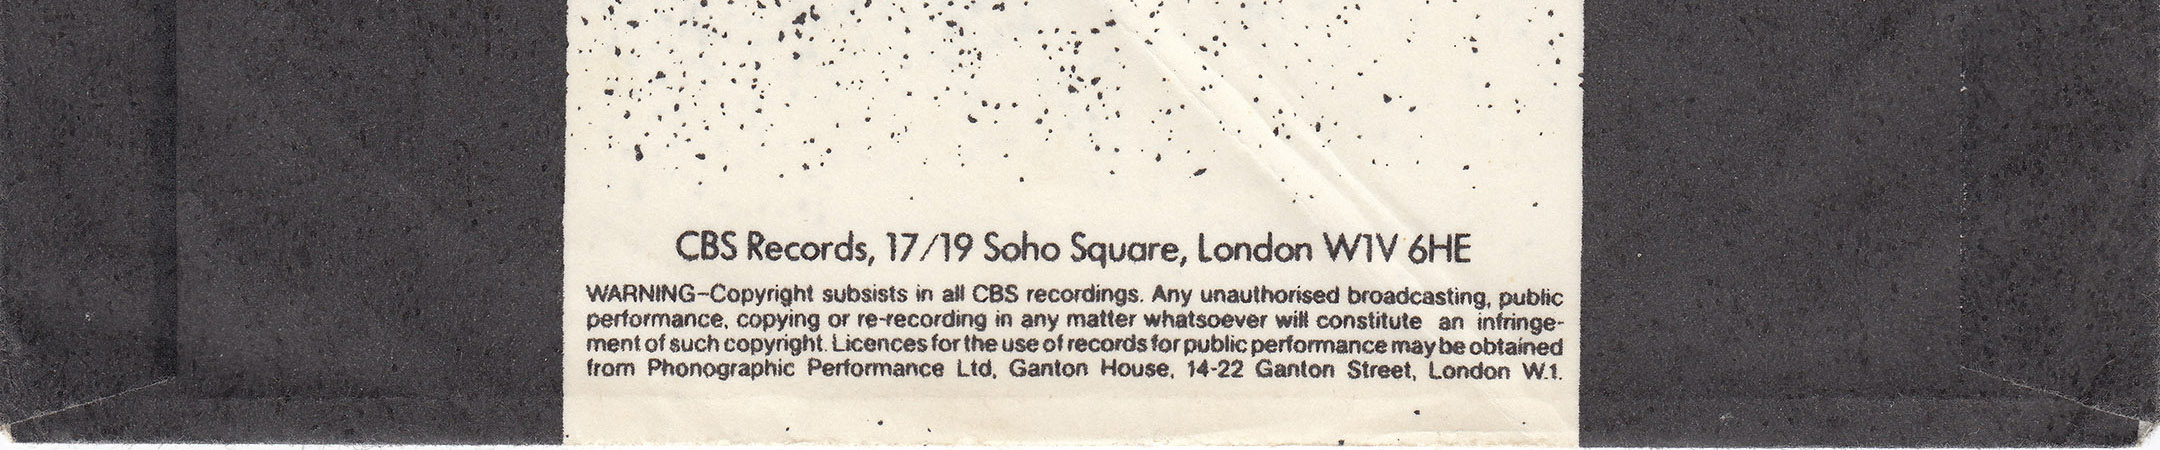 CBS Records, 17/19 Soho Square, London W1V 6HE
WARNING–Copyright subsists in all CBS recordings. Any unauthorised broadcasting, public
performance, copying or re-recording in any matter whatsoever will constitute an infringe-
ment of such copyright. Licences for the use of records for public performance may be obtained
from Phonographic Performance Ltd, Ganton House, 14-22 Ganton Street, London W.1.